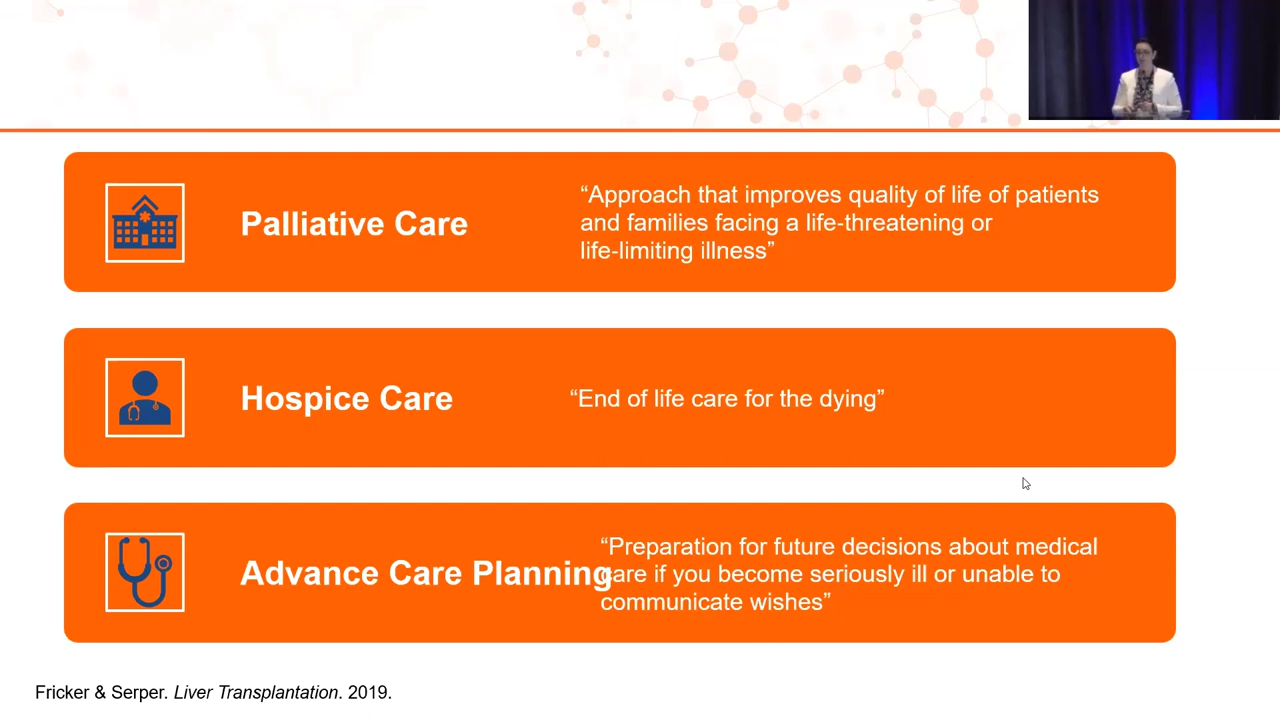 Palliative Care
“Approach that improves quality of life of patients
and families facing a life-threatening or
life-limiting illness”
Hospice Care
“End of life care for the dying”
Advance Care Planning
“Preparation for future decisions about medical
care if you become seriously ill or unable to
communicate wishes”
Fricker & Serper. Liver Transplantation. 2019.